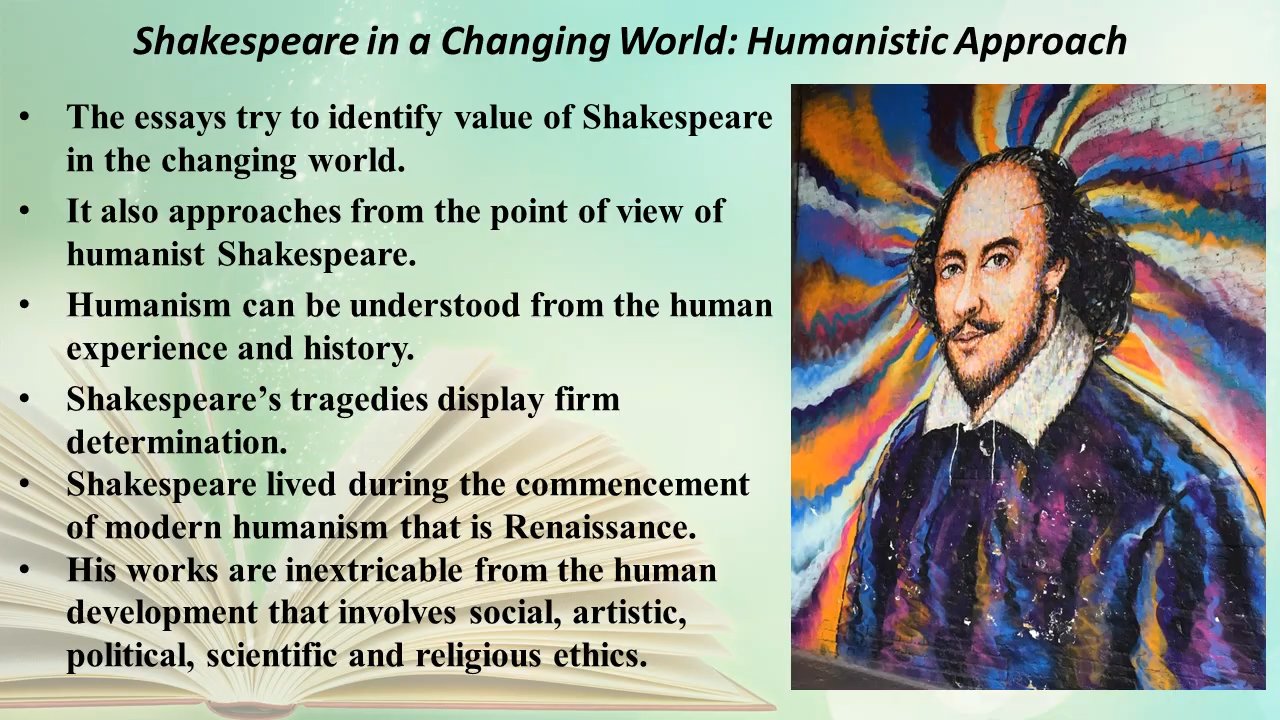 Shakespeare in a Changing World: Humanistic Approach
• The essays try to identify value of Shakespeare
in the changing world.
• It also approaches from the point of view of
humanist Shakespeare.
• Humanism can be understood from the human
experience and history.
• Shakespeare’s tragedies display firm
determination.
• Shakespeare lived during the commencement
of modern humanism that is Renaissance.
• His works are inextricable from the human
development that involves social, artistic,
political, scientific and religious ethics.